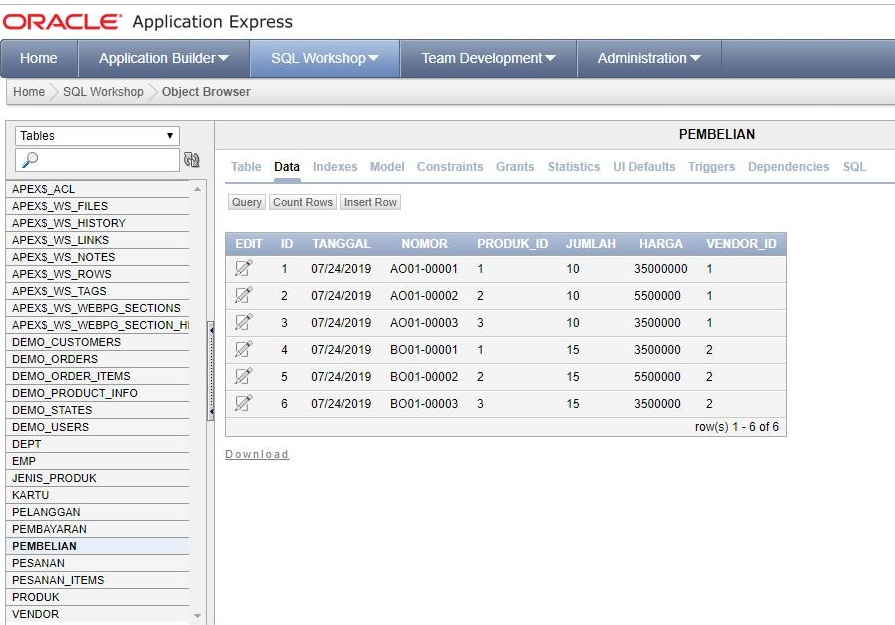 ORACLE® Application Express
Home Application Builder SQL Workshop Team Development Administration
Home SQL Workshop Object Browser
Tables
PEMBELIAN
Table Data Indexes Model Constraints Grants Statistics UI Defaults Triggers Dependencies SQL
Query Count Rows Insert Row
EDIT ID TANGGAL NOMOR PRODUK_ID JUMLAH HARGA VENDOR_ID
1 07/24/2019 AO01-00001 1 10 35000000 1
2 07/24/2019 AO01-00002 2 10 5500000 1
3 07/24/2019 AO01-00003 3 10 3500000 1
4 07/24/2019 BO01-00001 1 15 3500000 2
5 07/24/2019 BO01-00002 2 15 5500000 2
6 07/24/2019 BO01-00003 3 15 3500000 2
row(s) 1 - 6 of 6
Download
APEX$_ACL
APEX$_WS_FILES
APEX$_WS_HISTORY
APEX$_WS_LINKS
APEX$_WS_NOTES
APEX$_WS_ROWS
APEX$_WS_TAGS
APEX$_WS_WEBPG_SECTIONS
APEX$_WS_WEBPG_SECTION_HI
DEMO_CUSTOMERS
DEMO_ORDERS
DEMO_ORDER_ITEMS
DEMO_PRODUCT_INFO
DEMO_STATES
DEMO_USERS
DEPT
EMP
JENIS_PRODUK
KARTU
PELANGGAN
PEMBAYARAN
PEMBELIAN
PESANAN
PESANAN_ITEMS
PRODUK
VENDOR